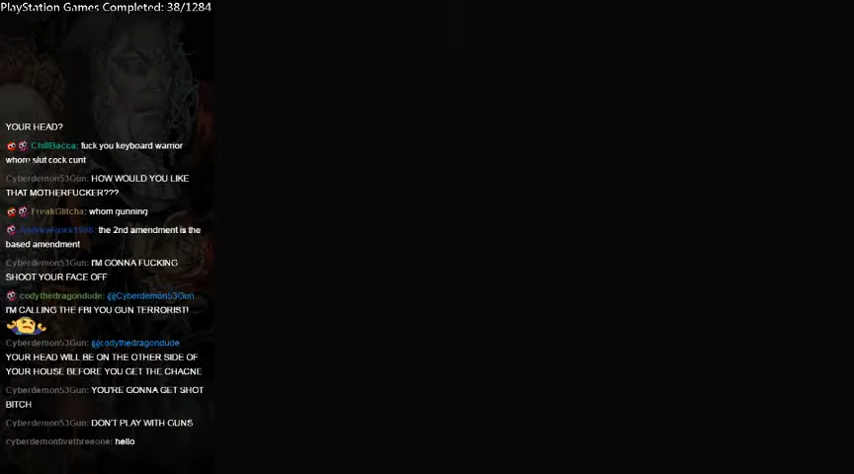 PlayStation Games Completed: 38/1284
YOUR HEAD?
ChillBacca: fuck you keyboard warrior
whom slut cock cunt
Cyberdemon53Gun: HOW WOULD YOU LIKE
THAT MOTHERFUCKER???
FreakGlitcha: whom gunning
AndrewRoxs1998: the 2nd amendment is the
based amendment
Cyberdemon53Gun: I'M GONNA FUCKING
SHOOT YOUR FACE OFF
codythedragondude: @Cyberdemon53Gun
I'M CALLING THE FBI YOU GUN TERRORIST!
Cyberdemon53Gun: @codythedragondude
YOUR HEAD WILL BE ON THE OTHER SIDE OF
YOUR HOUSE BEFORE YOU GET THE CHACNE
Cyberdemon53Gun: YOU'RE GONNA GET SHOT
BITCH
Cyberdemon53Gun: DON'T PLAY WITH GUNS
cyberdemonfivethreeone: hello